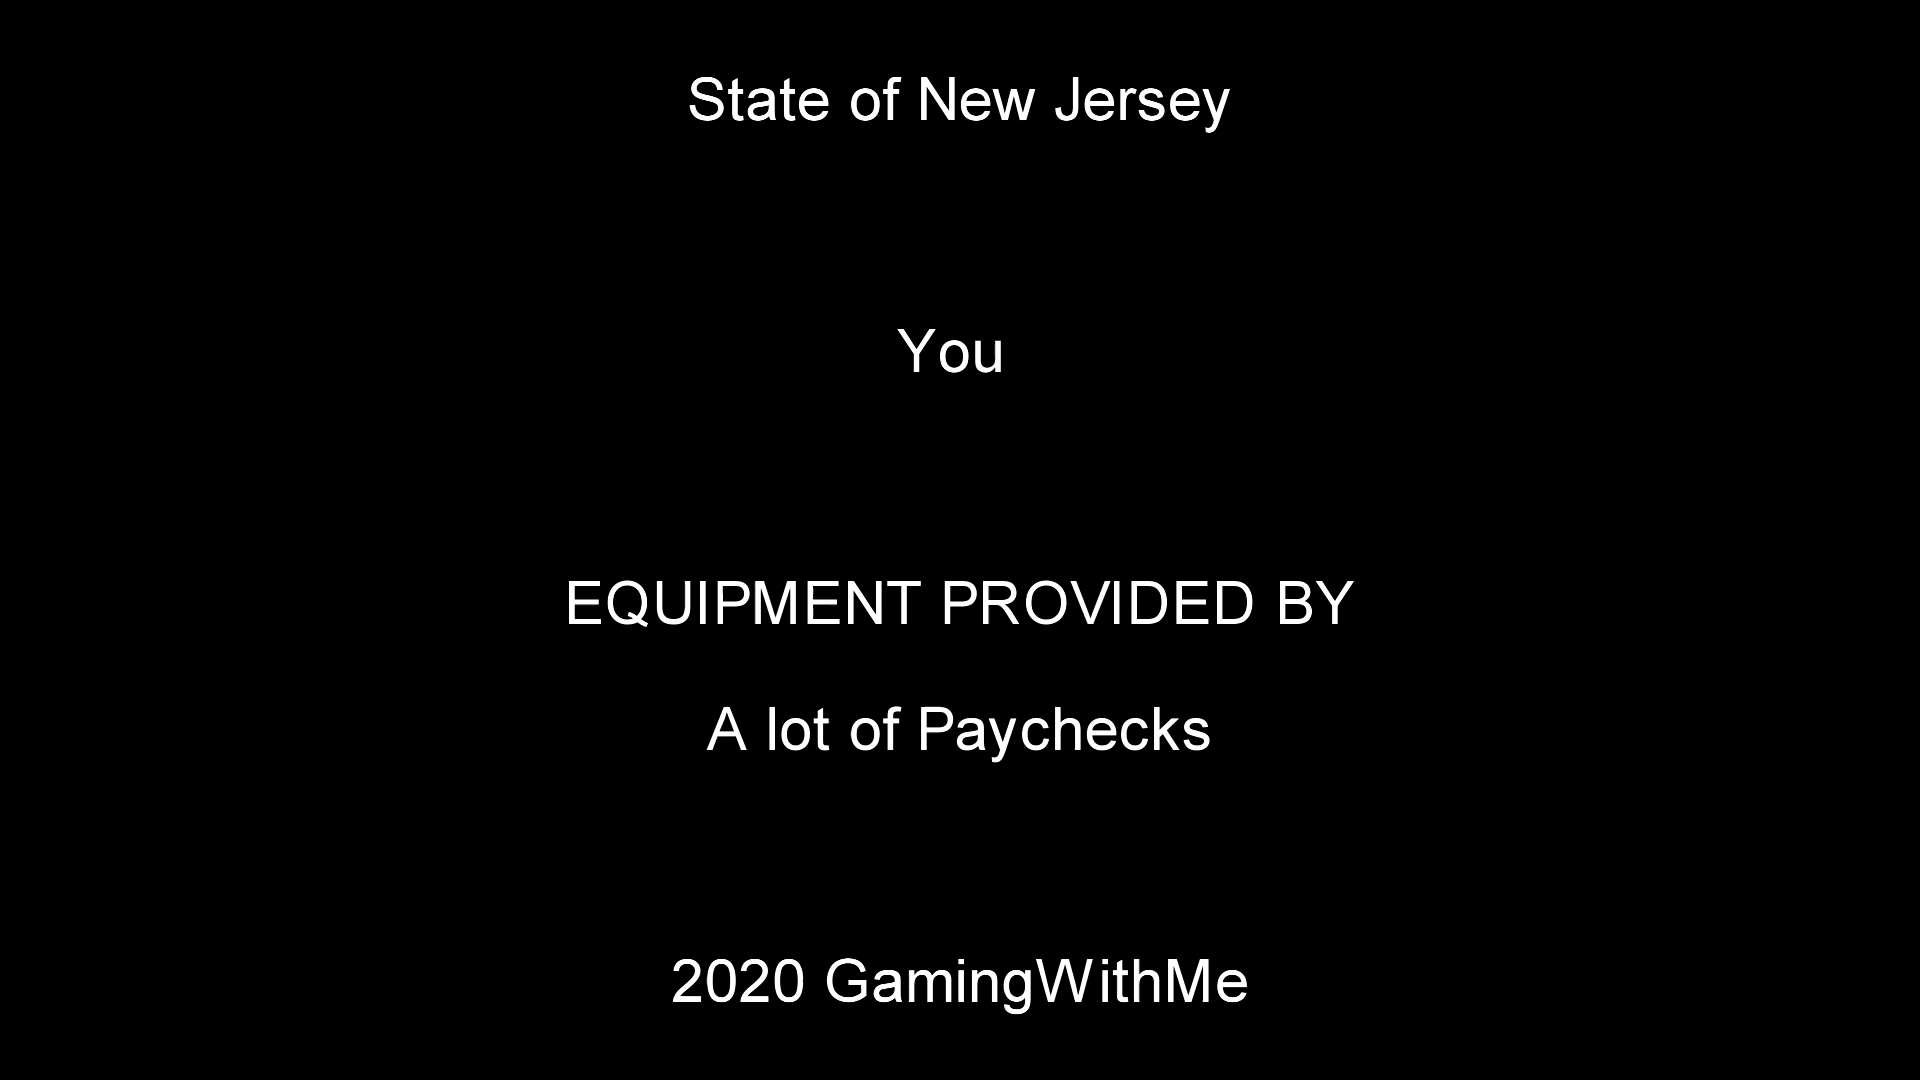 State of New Jersey
You
EQUIPMENT PROVIDED BY
A lot of Paychecks
2020 GamingWithMe